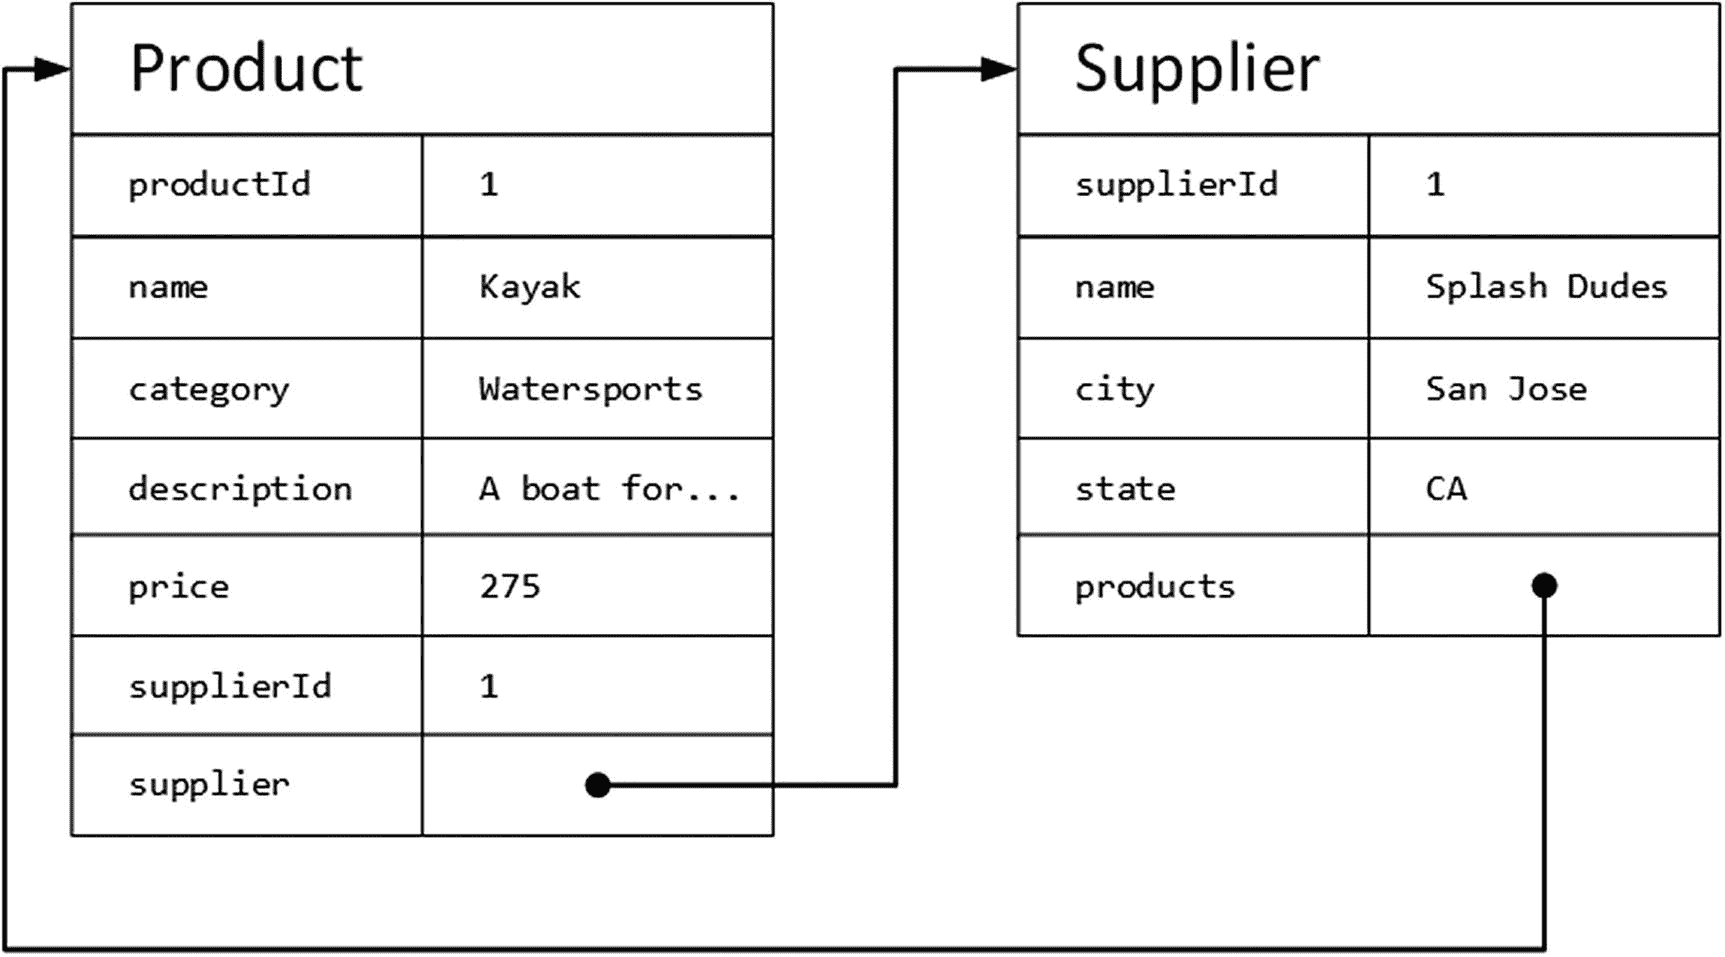 Product
productId 1
name Kayak
category Watersports
description A boat for...
price 275
supplierId 1
supplier
Supplier
supplierId 1
name Splash Dudes
city San Jose
state CA
products